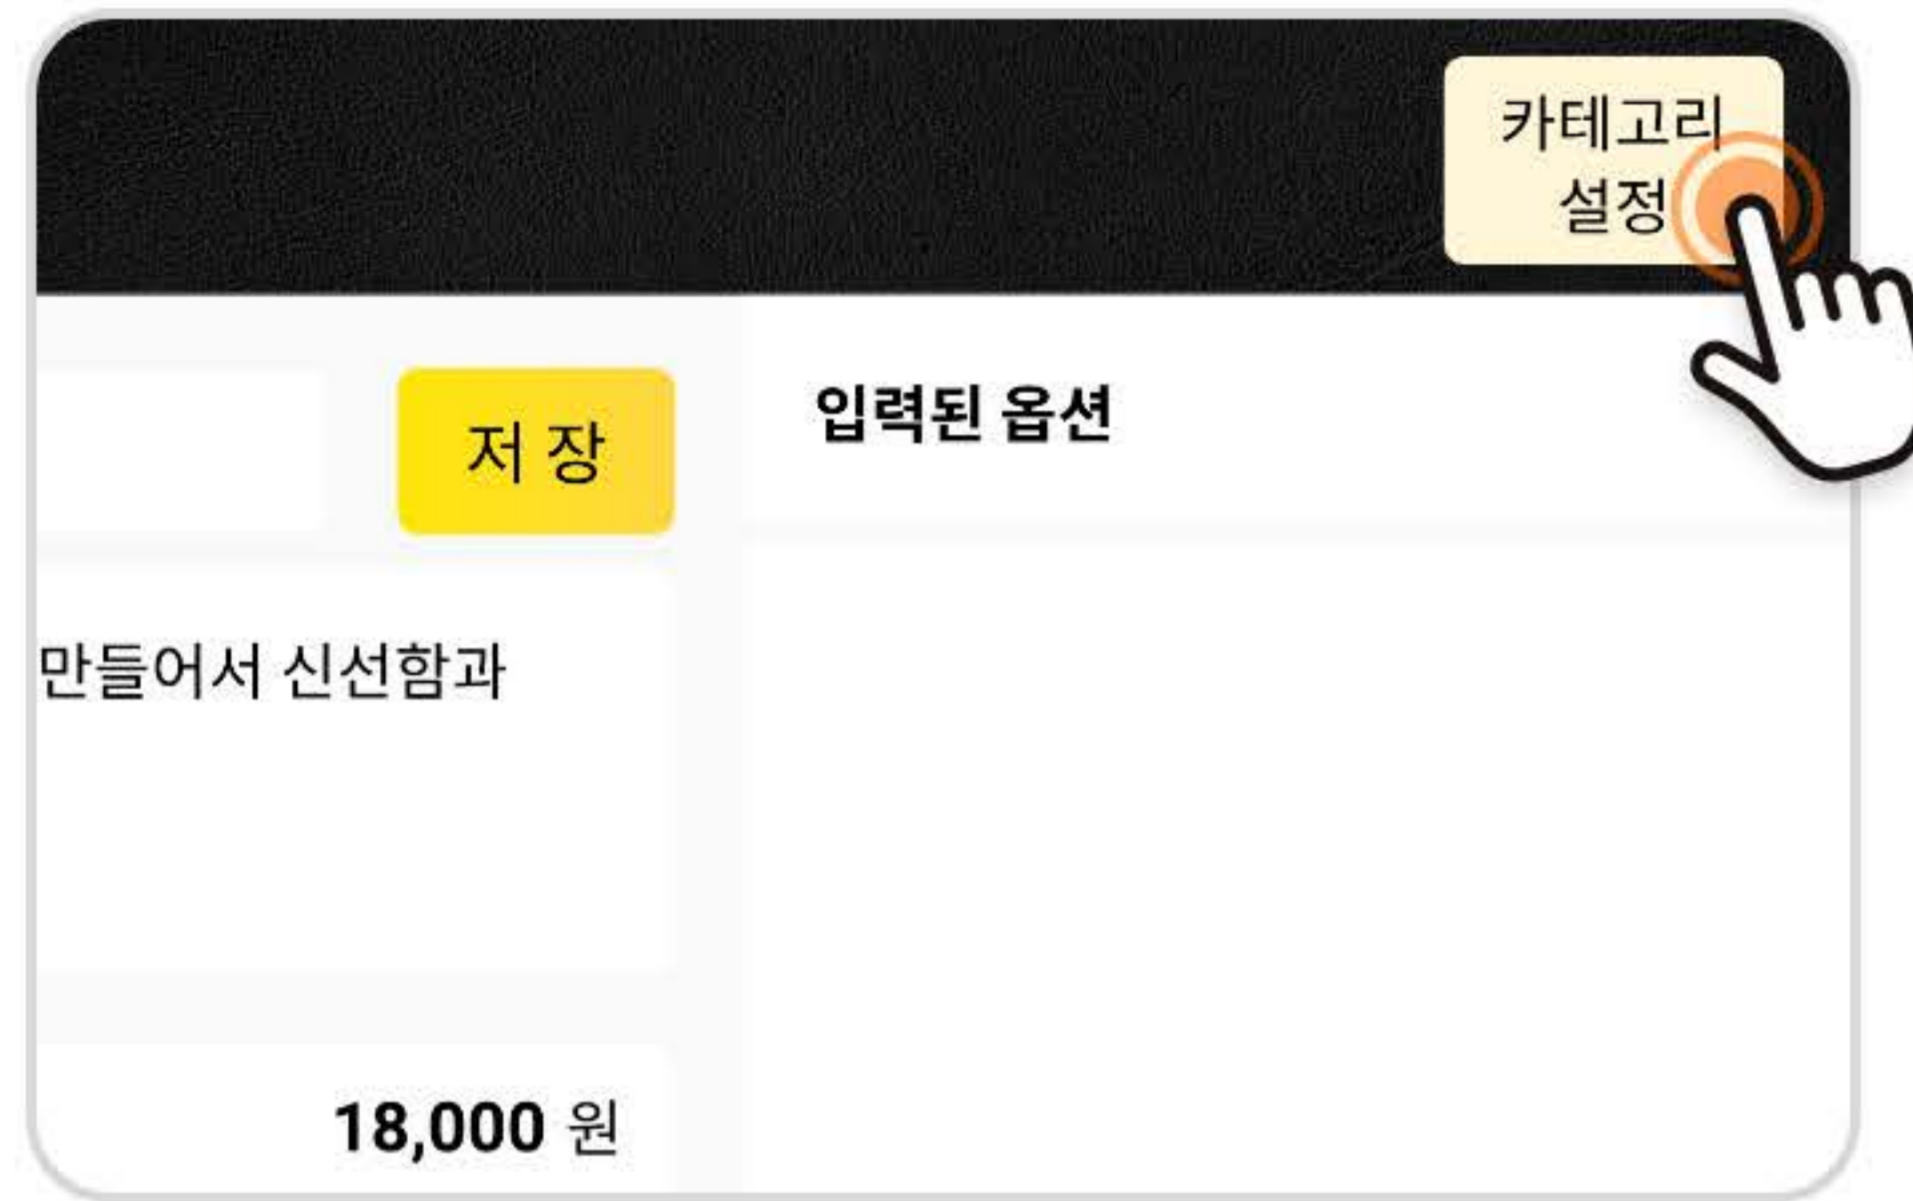 카테고리
설정
저 장
입력된 옵션
만들어서 신선함과
18,000 원